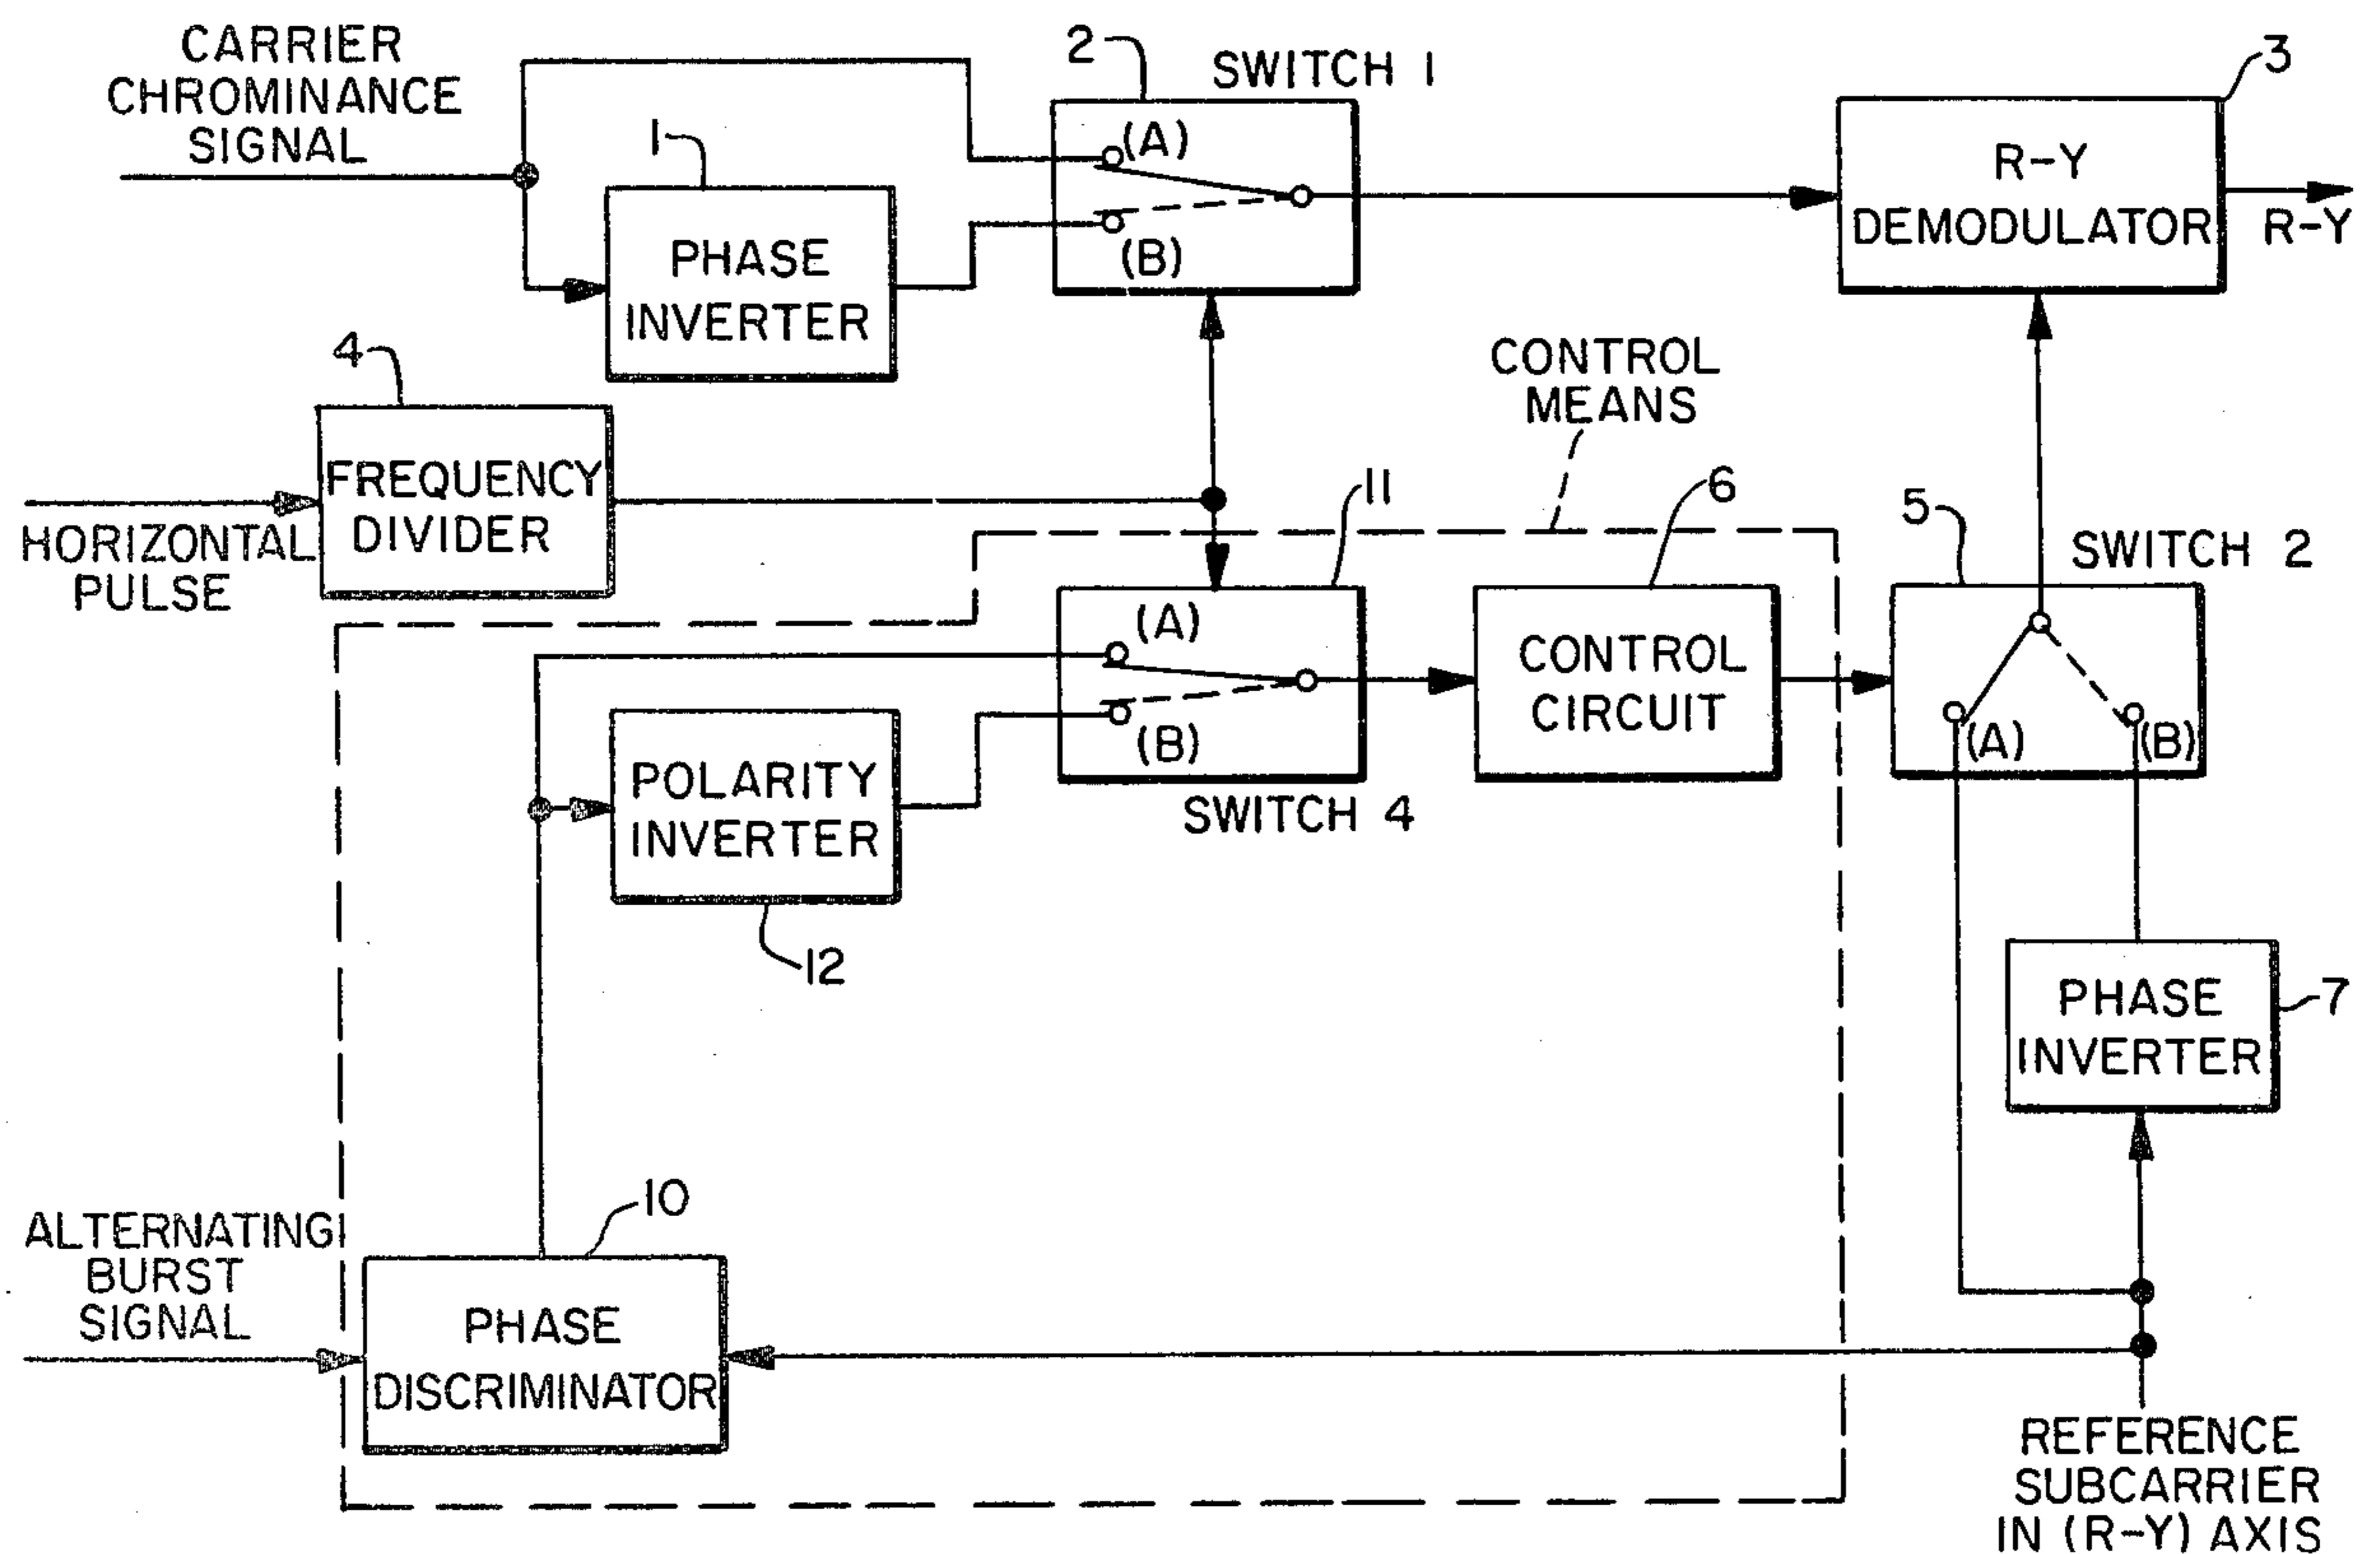 CARRIER
CHROMINANCE
SIGNAL
2
SWITCH 1
3
(A)
(B)
1
PHASE
INVERTER
R-Y
DEMODULATOR
R-Y
4
FREQUENCY
DIVIDER
HORIZONTAL
PULSE
CONTROL
MEANS
11
6
5
SWITCH 2
(A)
(B)
SWITCH 4
CONTROL
CIRCUIT
(A)
(B)
POLARITY
INVERTER
12
PHASE
INVERTER
7
10
ALTERNATING
BURST
SIGNAL
PHASE
DISCRIMINATOR
REFERENCE
SUBCARRIER
IN (R-Y) AXIS